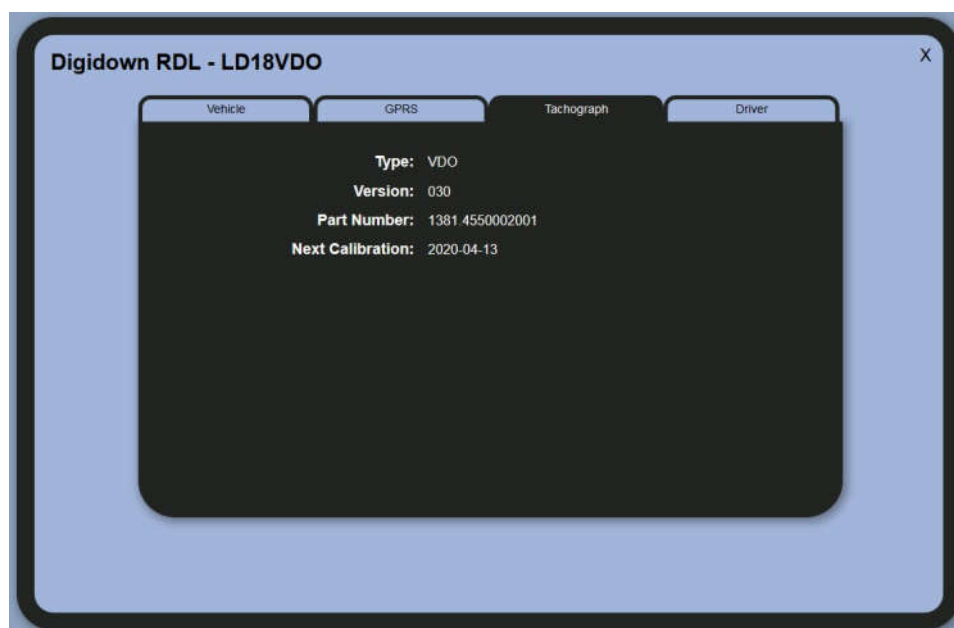 Digidown RDL - LD18VDO
X
Vehicle GPRS Tachograph Driver
Type: VDO
Version: 030
Part Number: 1381.4550002001
Next Calibration: 2020-04-13